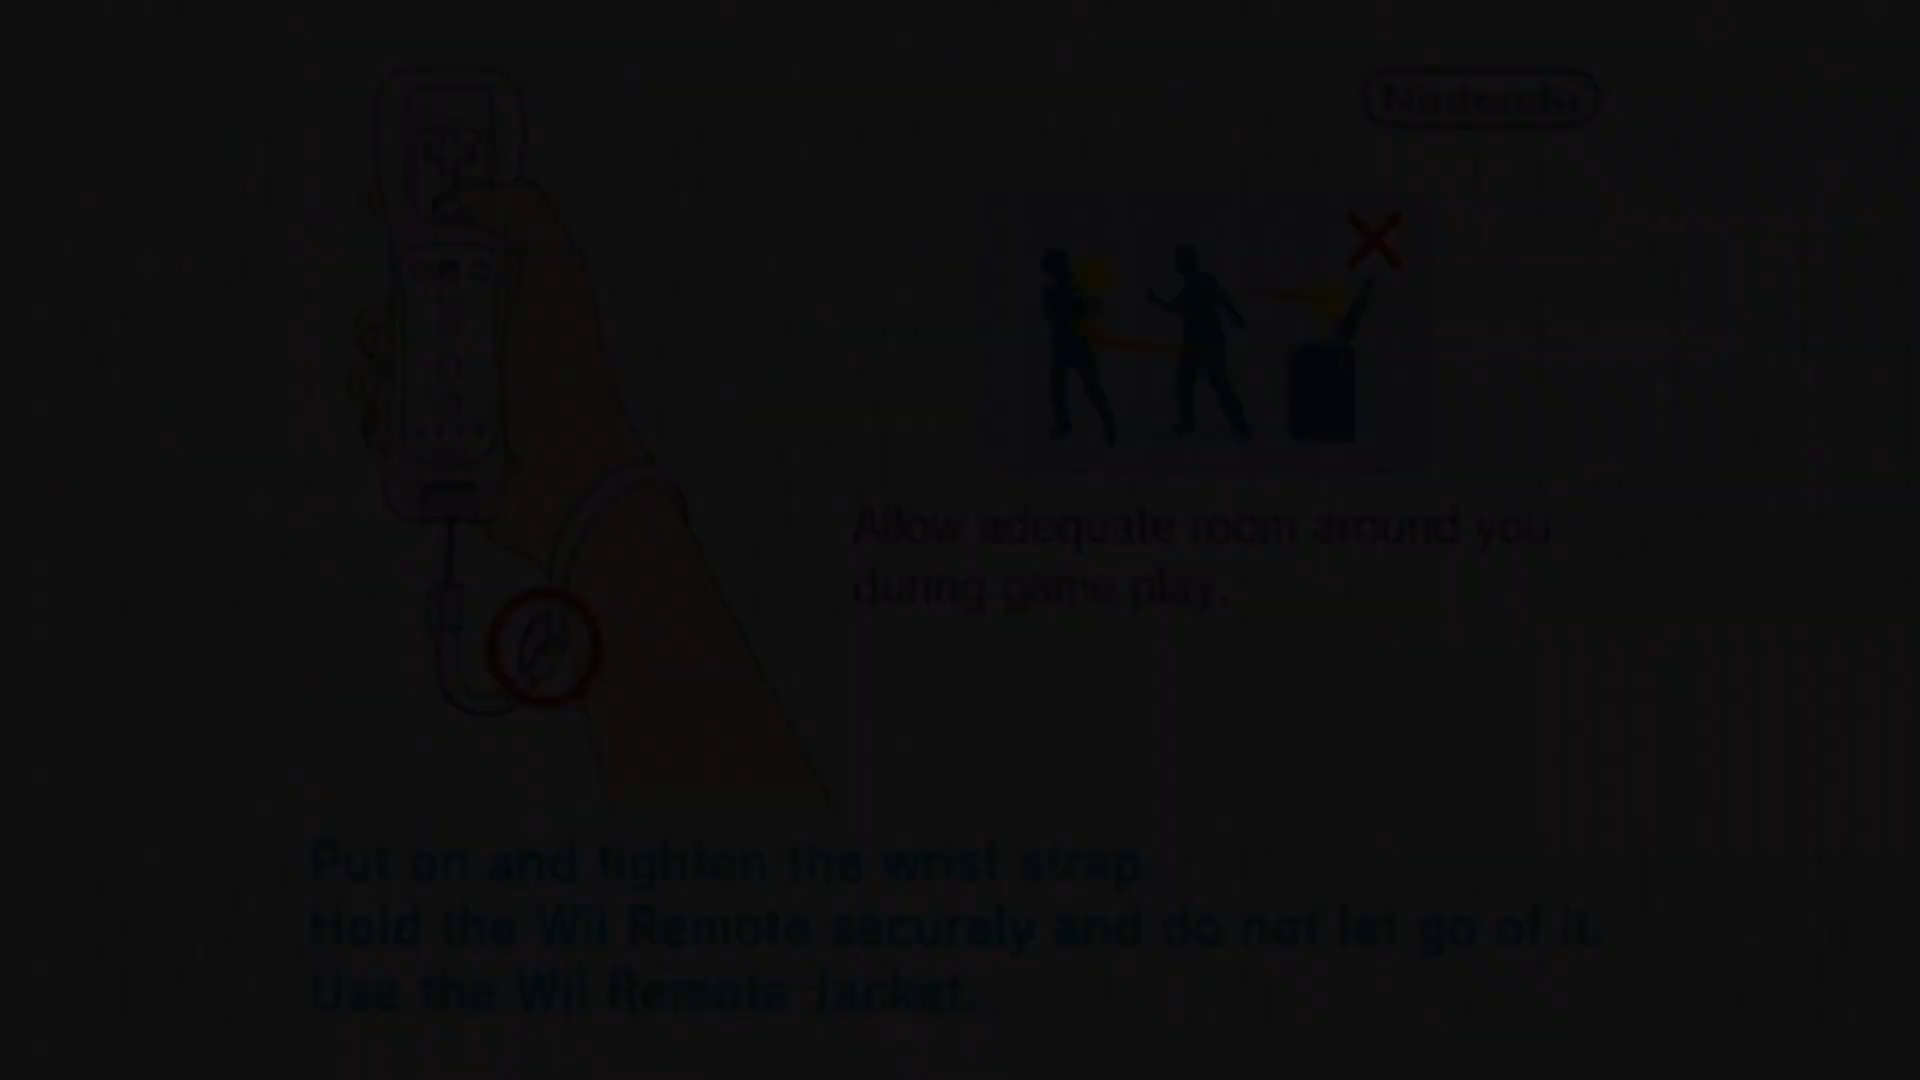 Nintendo
Allow adequate room around you
during game play.
Put on and tighten the wrist strap.
Hold the Wii Remote securely and do not let go of it.
Use the Wii Remote Jacket.